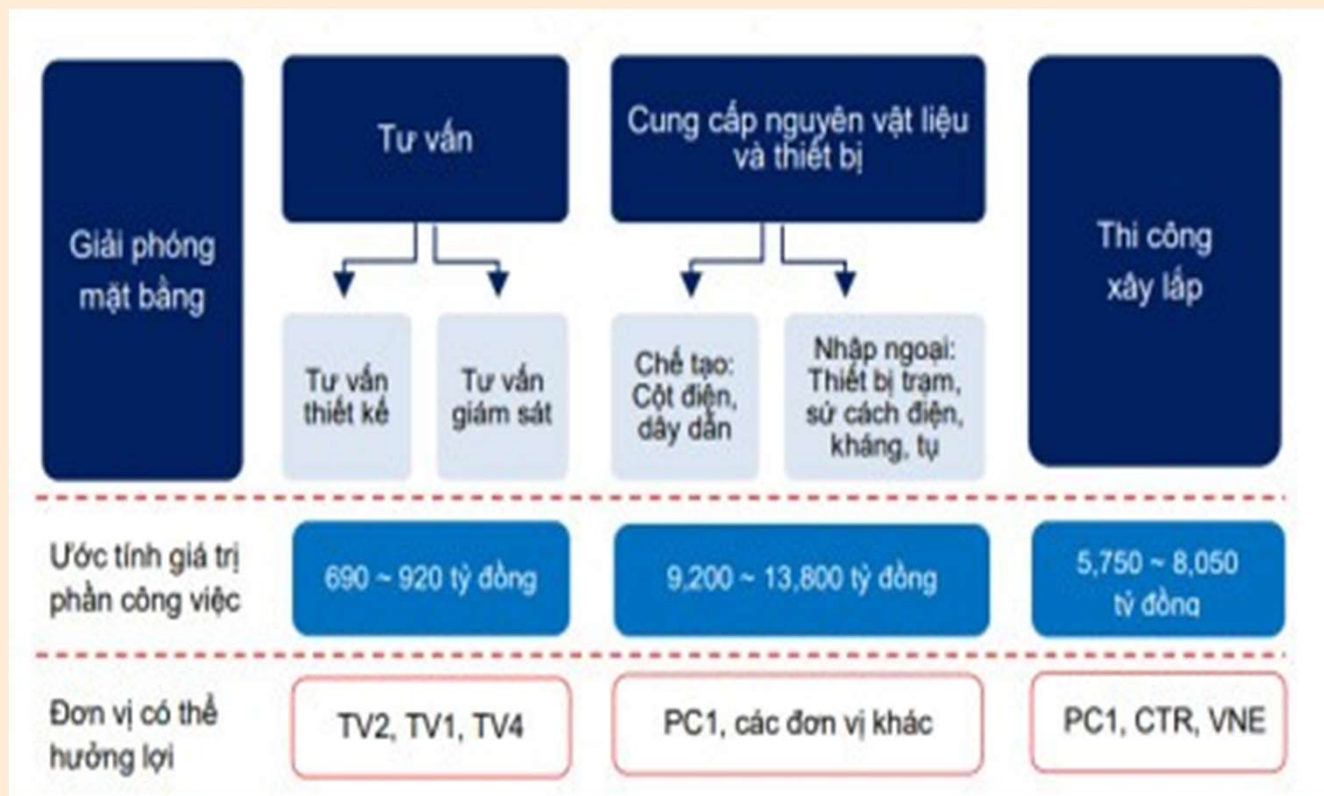 Giải phóng
mặt bằng
Tư vấn
Cung cấp nguyên vật liệu
và thiết bị
Thi công
xây lắp
Tư vấn
thiết kế
Tư vấn
giám sát
Chế tạo:
Cột điện,
dây dẫn
Nhập ngoại:
Thiết bị trạm,
sứ cách điện,
kháng, tụ
Ước tính giá trị
phần công việc
690 ~ 920 tỷ đồng
9,200 ~ 13,800 tỷ đồng
5,750 ~ 8,050
tỷ đồng
Đơn vị có thể
hưởng lợi
TV2, TV1, TV4
PC1, các đơn vị khác
PC1, CTR, VNE